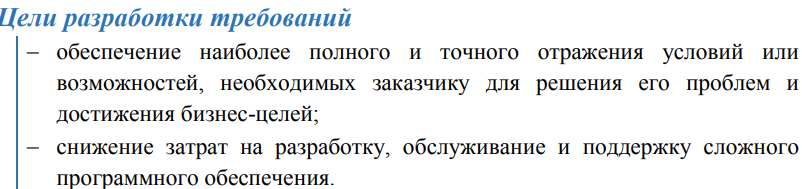 Цели разработки требований
– обеспечение наиболее полного и точного отражения условий или
возможностей, необходимых заказчику для решения его проблем и
достижения бизнес-целей;
– снижение затрат на разработку, обслуживание и поддержку сложного
программного обеспечения.